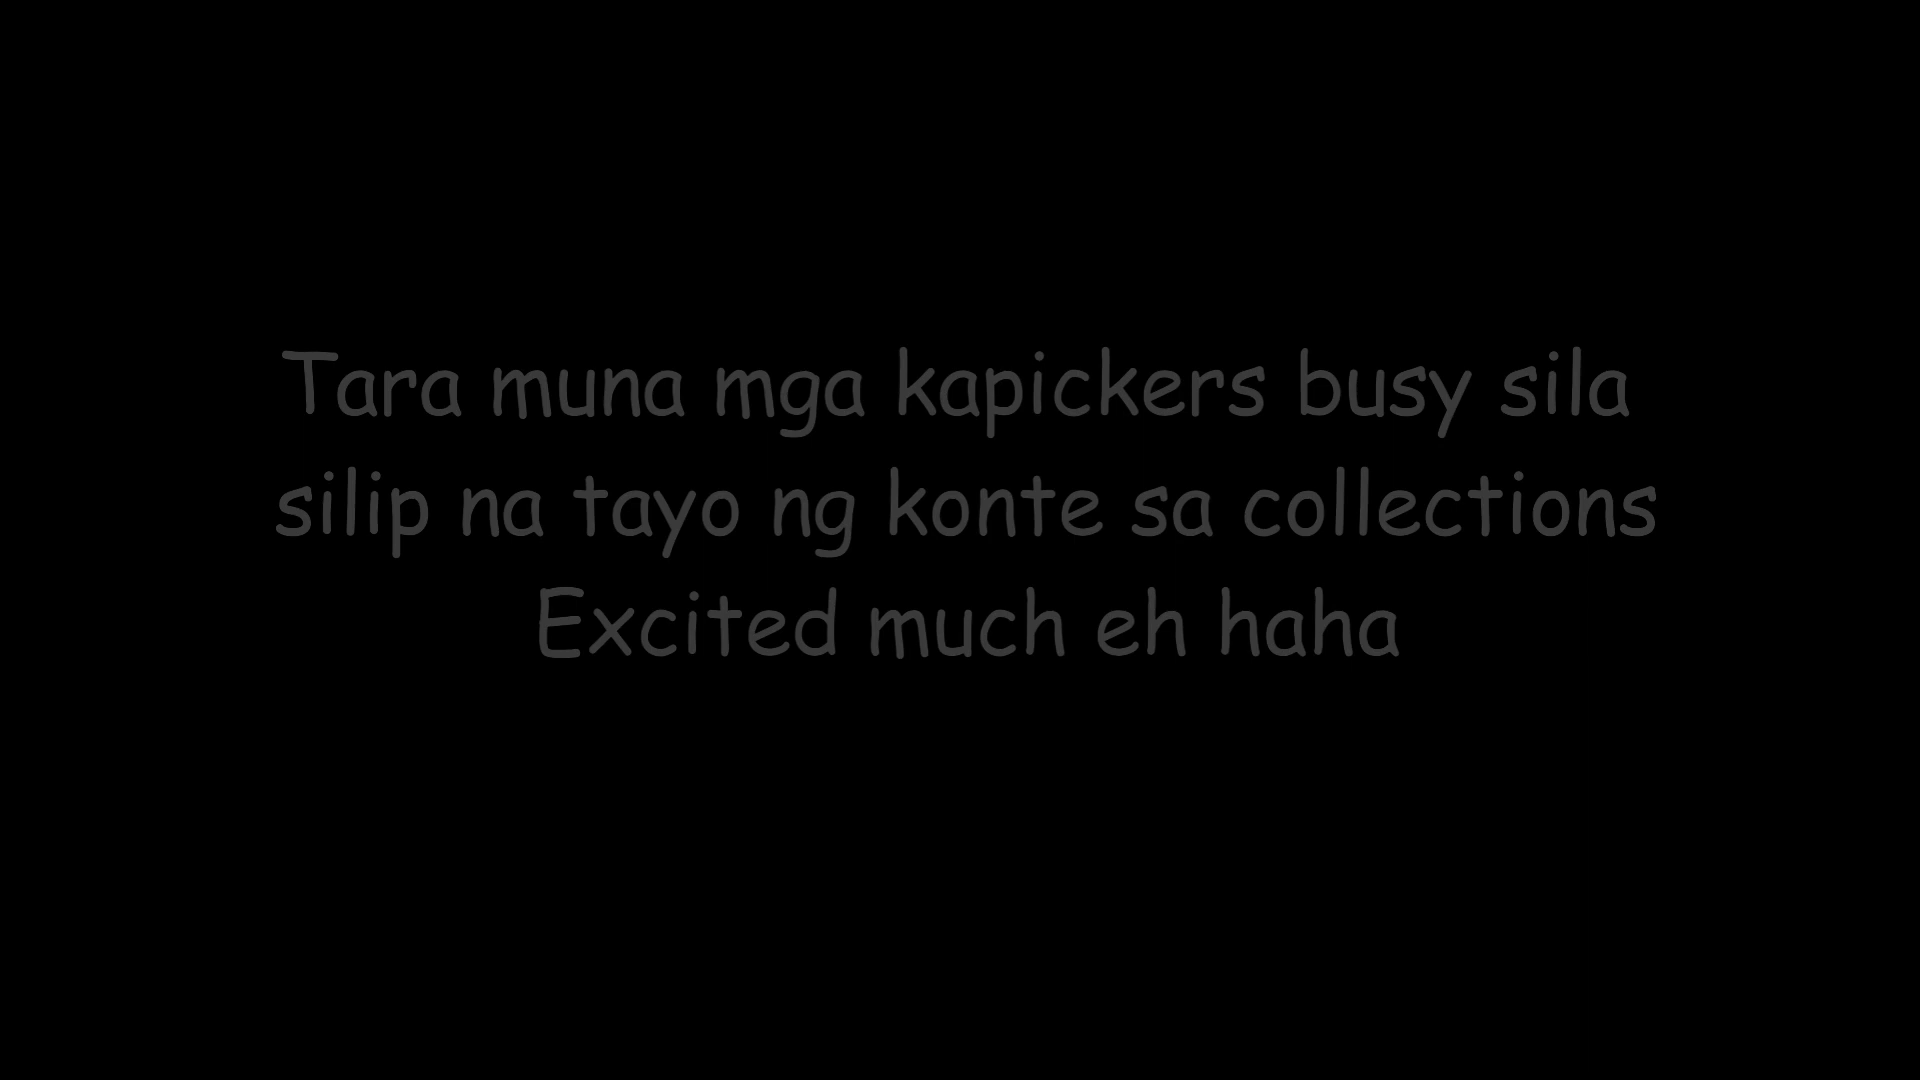 Tara muna mga kapickers busy sila
silip na tayo ng konte sa collections
Excited much eh haha